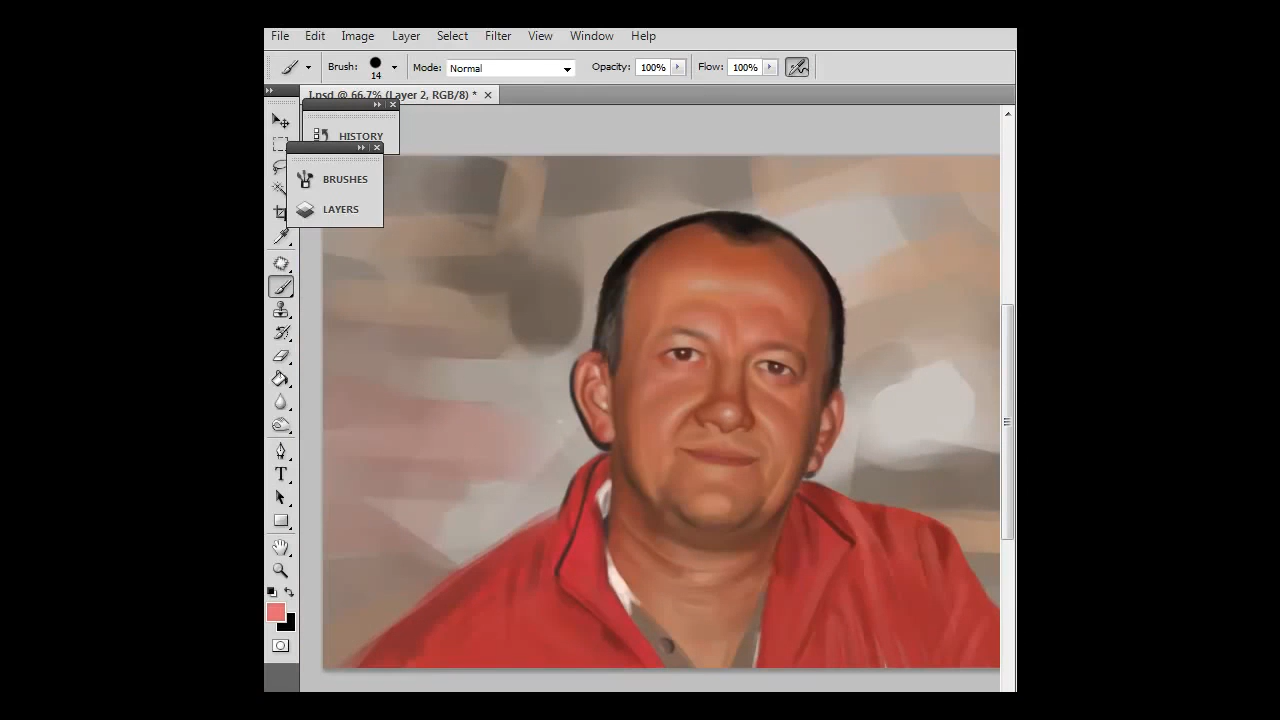 File Edit Image Layer Select Filter View Window Help
Brush: 14 Mode: Normal Opacity: 100% Flow: 100%
J.psd @ 66.7% (Layer 2, RGB/8) * ×
HISTORY
BRUSHES
LAYERS